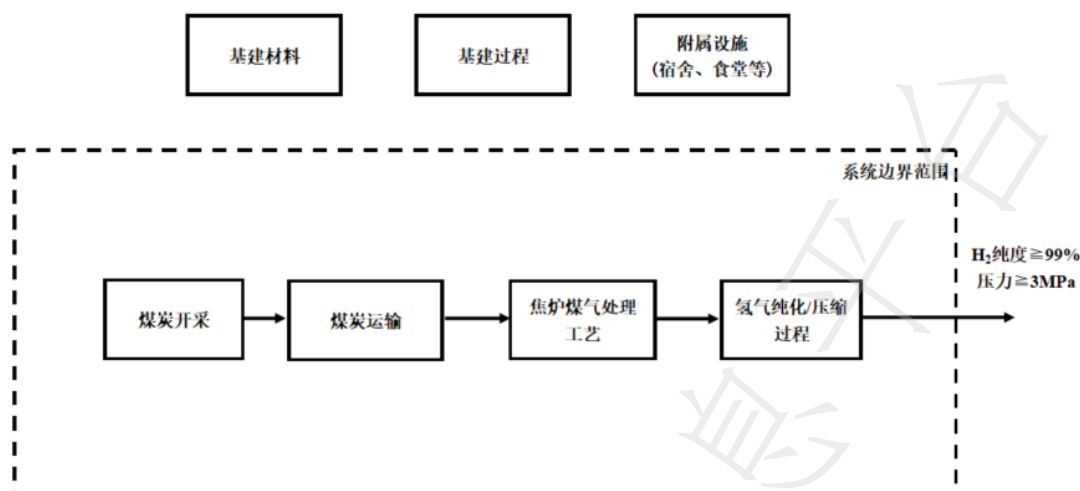 基建材料
基建过程
附属设施
(宿舍、食堂等)
系统边界范围
H₂纯度≧99%
压力≧3MPa
煤炭开采
煤炭运输
焦炉煤气处理
工艺
氢气纯化/压缩
过程